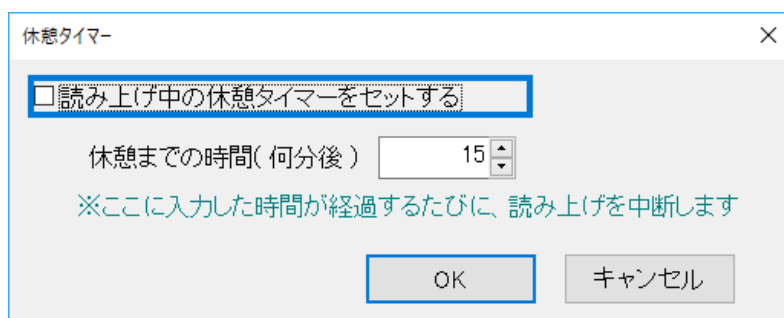 休憩タイマー
読み上げ中の休憩タイマーをセットする
休憩までの時間(何分後) 15
※ここに入力した時間が経過するたびに、読み上げを中断します
OK キャンセル